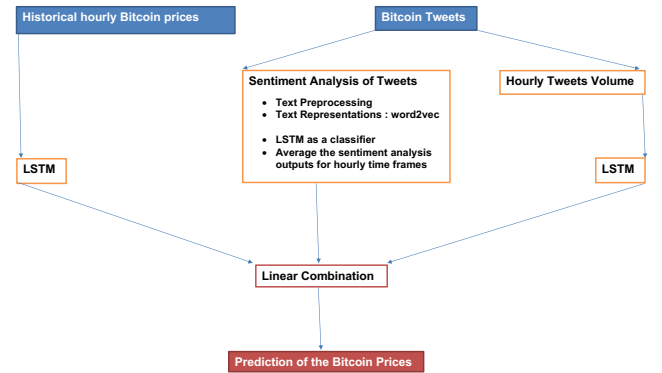 Historical hourly Bitcoin prices
Bitcoin Tweets
Sentiment Analysis of Tweets
• Text Preprocessing
• Text Representations : word2vec
• LSTM as a classifier
• Average the sentiment analysis
outputs for hourly time frames
Hourly Tweets Volume
LSTM
LSTM
Linear Combination
Prediction of the Bitcoin Prices